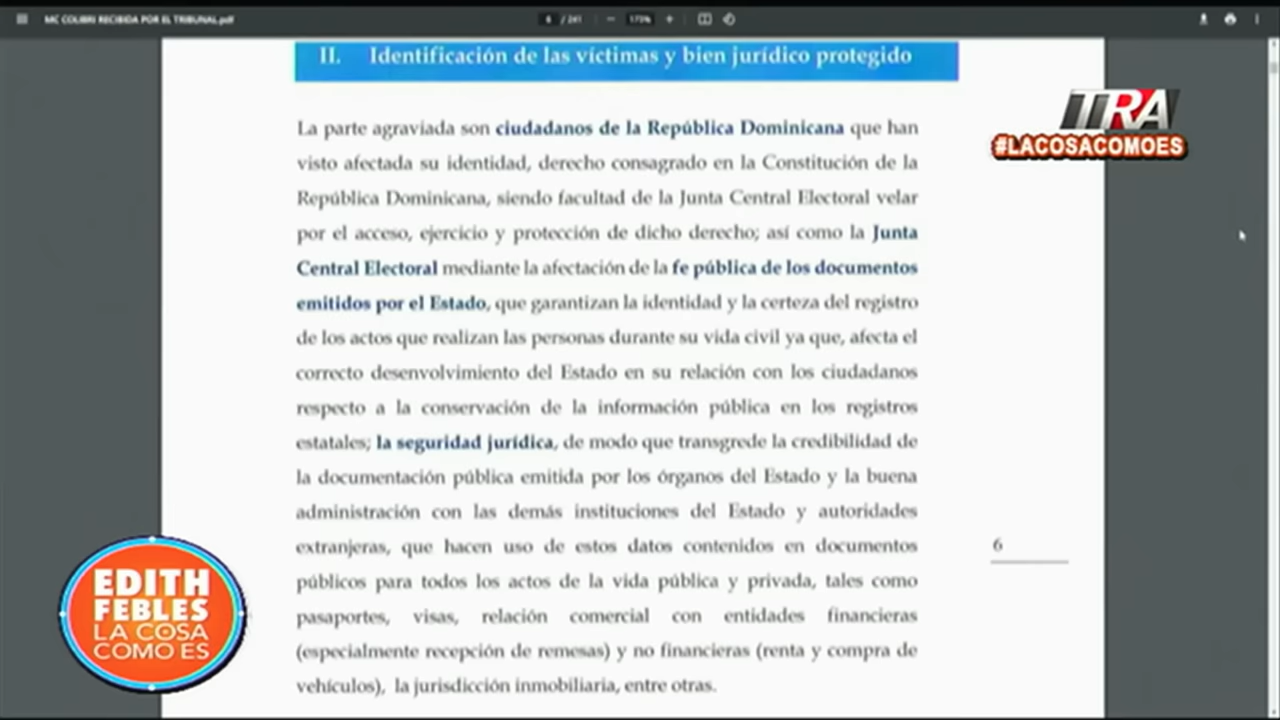 MC COLIBRI RECIBIDA POR EL TRIBUNAL.pdf
6 / 241
175%
II. Identificación de las víctimas y bien jurídico protegido
La parte agraviada son ciudadanos de la República Dominicana que han
visto afectada su identidad, derecho consagrado en la Constitución de la
República Dominicana, siendo facultad de la Junta Central Electoral velar
por el acceso, ejercicio y protección de dicho derecho; así como la Junta
Central Electoral mediante la afectación de la fe pública de los documentos
emitidos por el Estado, que garantizan la identidad y la certeza del registro
de los actos que realizan las personas durante su vida civil ya que, afecta el
correcto desenvolvimiento del Estado en su relación con los ciudadanos
respecto a la conservación de la información pública en los registros
estatales; la seguridad jurídica, de modo que transgrede la credibilidad de
la documentación pública emitida por los órganos del Estado y la buena
administración con las demás instituciones del Estado y autoridades
extranjeras, que hacen uso de estos datos contenidos en documentos
públicos para todos los actos de la vida pública y privada, tales como
pasaportes, visas, relación comercial con entidades financieras
(especialmente recepción de remesas) y no financieras (renta y compra de
vehículos), la jurisdicción inmobiliaria, entre otras.
6
TRA
#LACOSACOMOES
EDITH
FEBLES
LA COSA
COMO ES